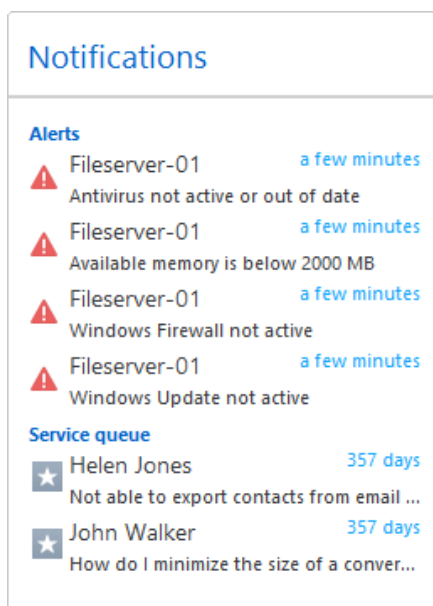 Notifications
Alerts
Fileserver-01 a few minutes
Antivirus not active or out of date
Fileserver-01 a few minutes
Available memory is below 2000 MB
Fileserver-01 a few minutes
Windows Firewall not active
Fileserver-01 a few minutes
Windows Update not active
Service queue
Helen Jones 357 days
Not able to export contacts from email ...
John Walker 357 days
How do I minimize the size of a conver...